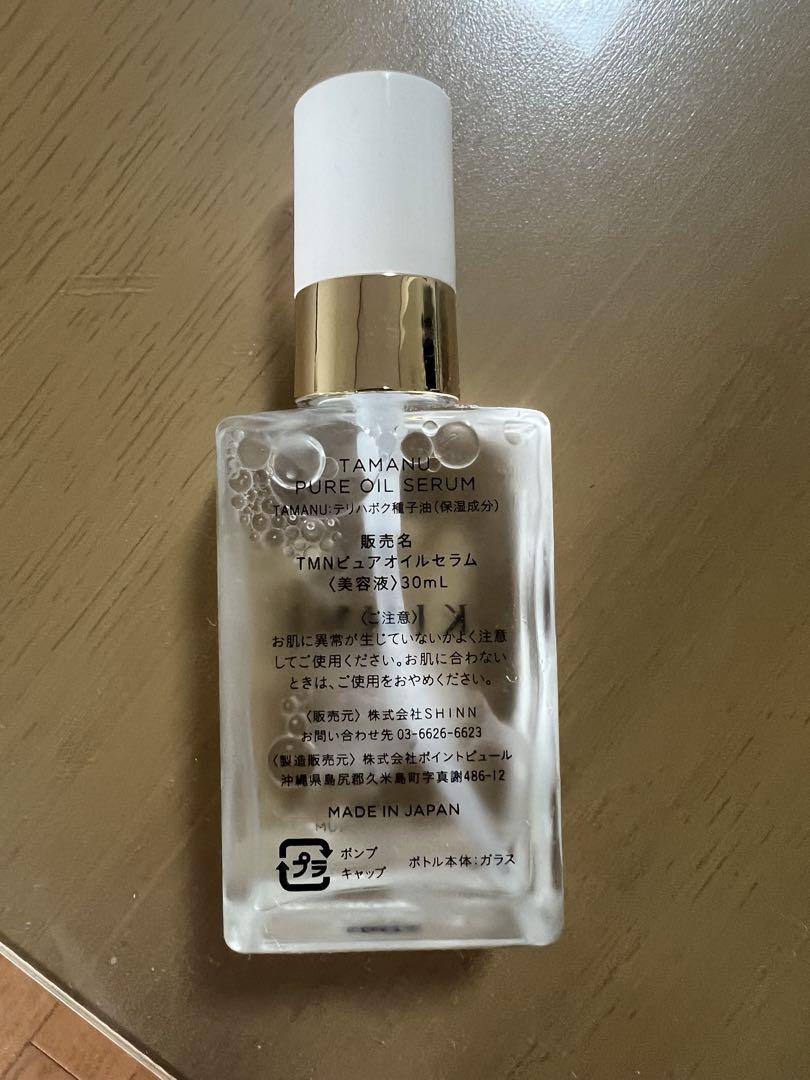 TAMANU
PURE OIL SERUM
TAMANU:テリハボク種子油(保湿成分)
販売名
TMNピュアオイルセラム
〈美容液〉30mL
〈ご注意〉
お肌に異常が生じていないかよく注意
してご使用ください。お肌に合わない
ときは、ご使用をおやめください。
〈販売元〉株式会社SHINN
お問い合わせ先 03-6626-6623
〈製造販売元〉株式会社ポイントピュール
沖縄県島尻郡久米島町字真謝486-12
MADE IN JAPAN
プラ
ポンプ
キャップ
ボトル本体:ガラス